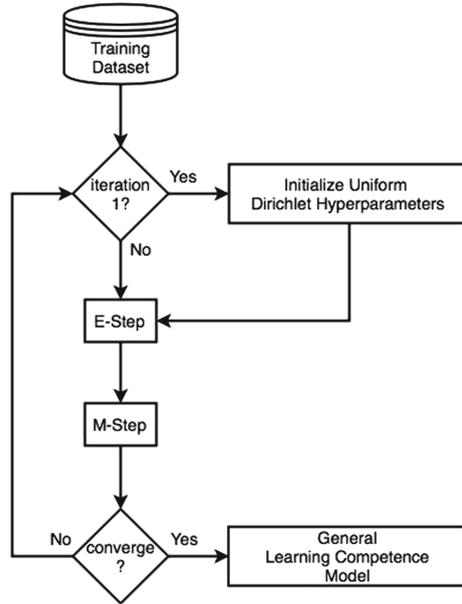 Training
Dataset
iteration
1?
Yes
Initialize Uniform
Dirichlet Hyperparameters
No
E-Step
M-Step
No
converge
?
Yes
General
Learning Competence
Model